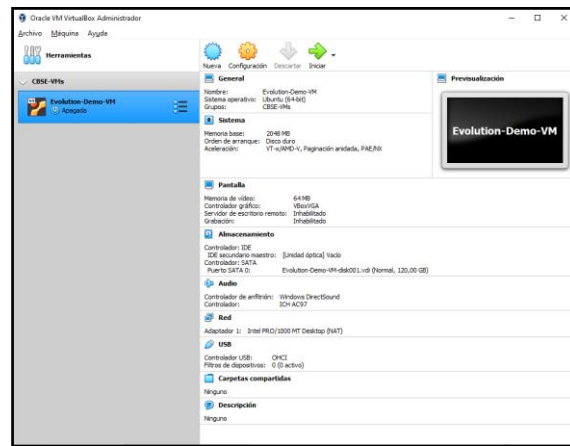 Oracle VM VirtualBox Administrador
Archivo Máquina Ayuda
Herramientas
Nueva Configuración Descartar Iniciar
CBSE-VMs
Evolution-Demo-VM
Apagada
General
Nombre: Evolution-Demo-VM
Sistema operativo: Ubuntu (64-bit)
Grupos: CBSE-VMs
Previsualización
Evolution-Demo-VM
Sistema
Memoria base: 2048 MB
Orden de arranque: Disco duro
Aceleración: VT-x/AMD-V, Paginación anidada, PAE/NX
Pantalla
Memoria de vídeo: 64 MB
Controlador gráfico: VBoxVGA
Servidor de escritorio remoto: Inhabilitado
Grabación: Inhabilitado
Almacenamiento
Controlador: IDE
IDE secundario maestro: [Unidad óptica] Vacío
Controlador: SATA
Puerto SATA 0: Evolution-Demo-VM-disk001.vdi (Normal, 120,00 GB)
Audio
Controlador de anfitrión: Windows DirectSound
Controlador: ICH AC97
Red
Adaptador 1: Intel PRO/1000 MT Desktop (NAT)
USB
Controlador USB: OHCI
Filtros de dispositivos: 0 (0 activo)
Carpetas compartidas
Ninguno
Descripción
Ninguno